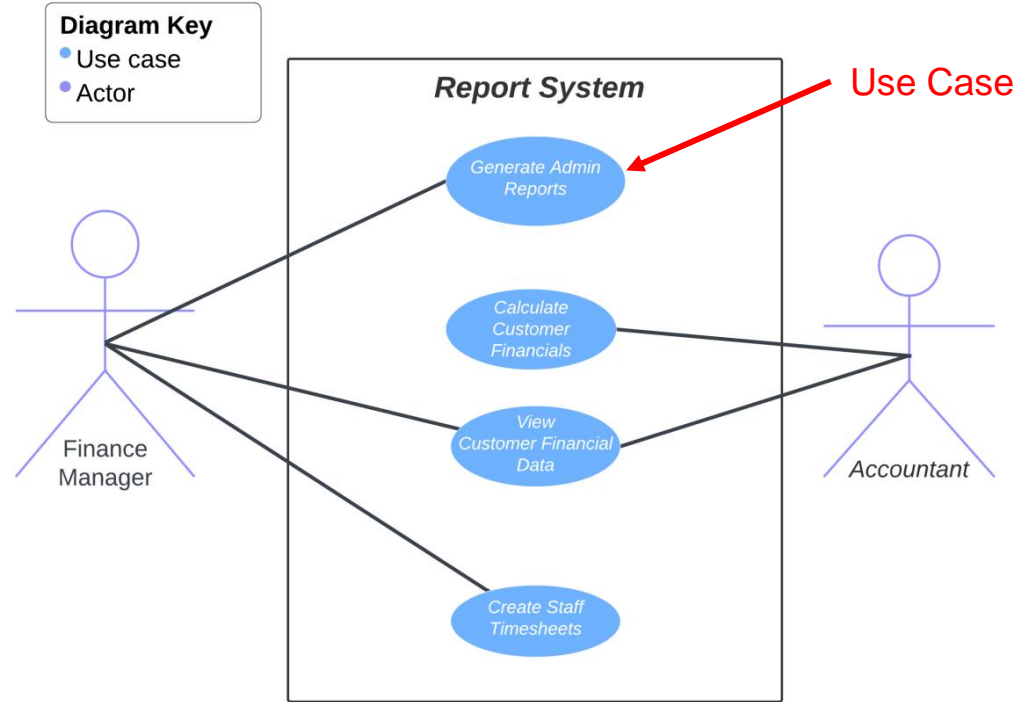 Diagram Key
Use case
Actor
Report System
Use Case
Generate Admin
Reports
Calculate
Customer
Financials
View
Customer Financial
Data
Finance
Manager
Accountant
Create Staff
Timesheets